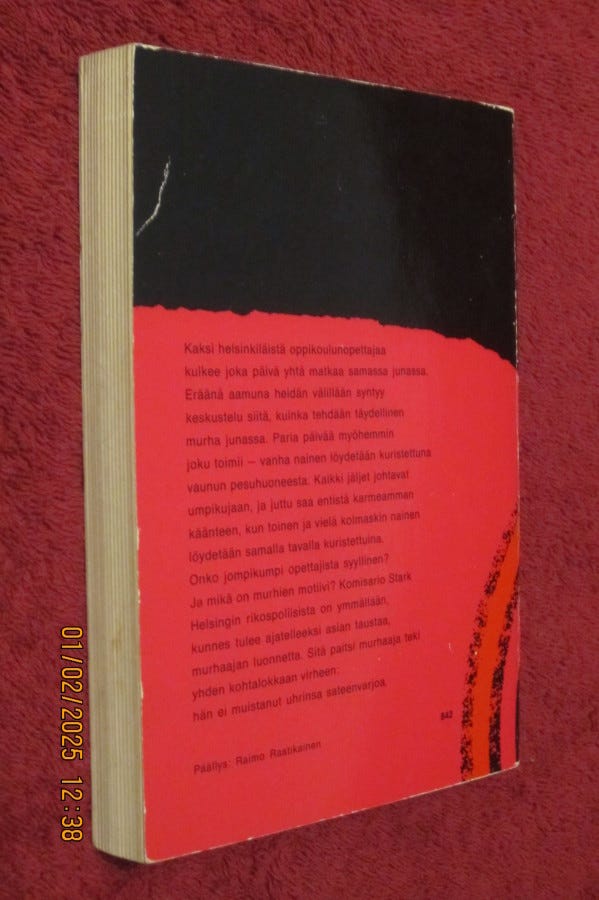 Kaksi helsinkiläistä oppikoulunopettajaa
kulkee joka päivä yhtä matkaa samassa junassa.
Eräänä aamuna heidän välillään syntyy
keskustelu siitä, kuinka tehdään täydellinen
murha junassa. Paria päivää myöhemmin
joku toimii — vanha nainen löydetään kuristettuna
vaunun pesuhuoneesta. Kaikki jäljet johtavat
umpikujaan, ja juttu saa entistä karmeamman
käänteen, kun toinen ja vielä kolmaskin nainen
löydetään samalla tavalla kuristettuina.
Onko jompikumpi opettajista syyllinen?
Ja mikä on murhien motiivi? Komisario Stark
Helsingin rikospoliisista on ymmällään,
kunnes tulee ajatelleeksi asian taustaa,
murhaajan luonnetta. Sitä paitsi murhaaja teki
yhden kohtalokkaan virheen:
hän ei muistanut uhrinsa sateenvarjoa.
842
Päällys: Raimo Raatikainen
01/02/2025 12:38